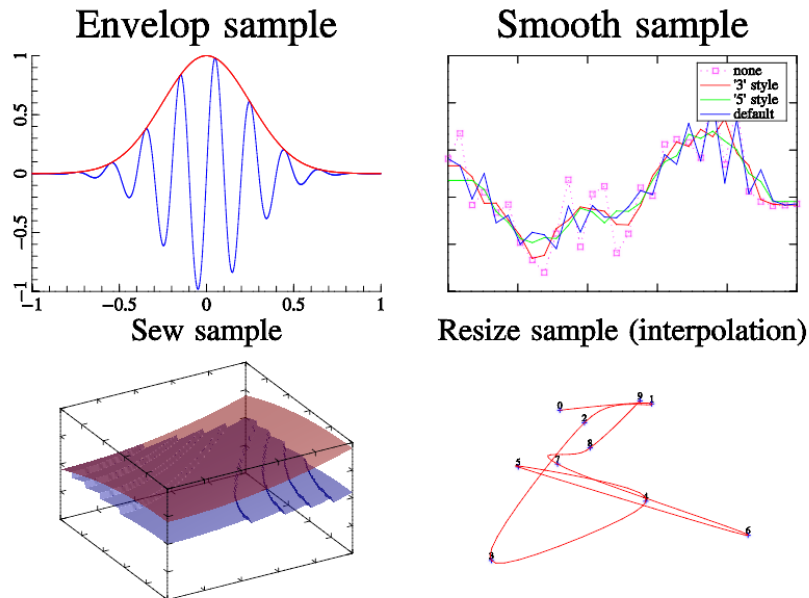 Envelop sample
1
0.5
0
−0.5
−1
−1
−0.5
0
0.5
1
Smooth sample
none
'3' style
'5' style
default
Sew sample
Resize sample (interpolation)
0
9
1
2
8
7
5
4
6
3